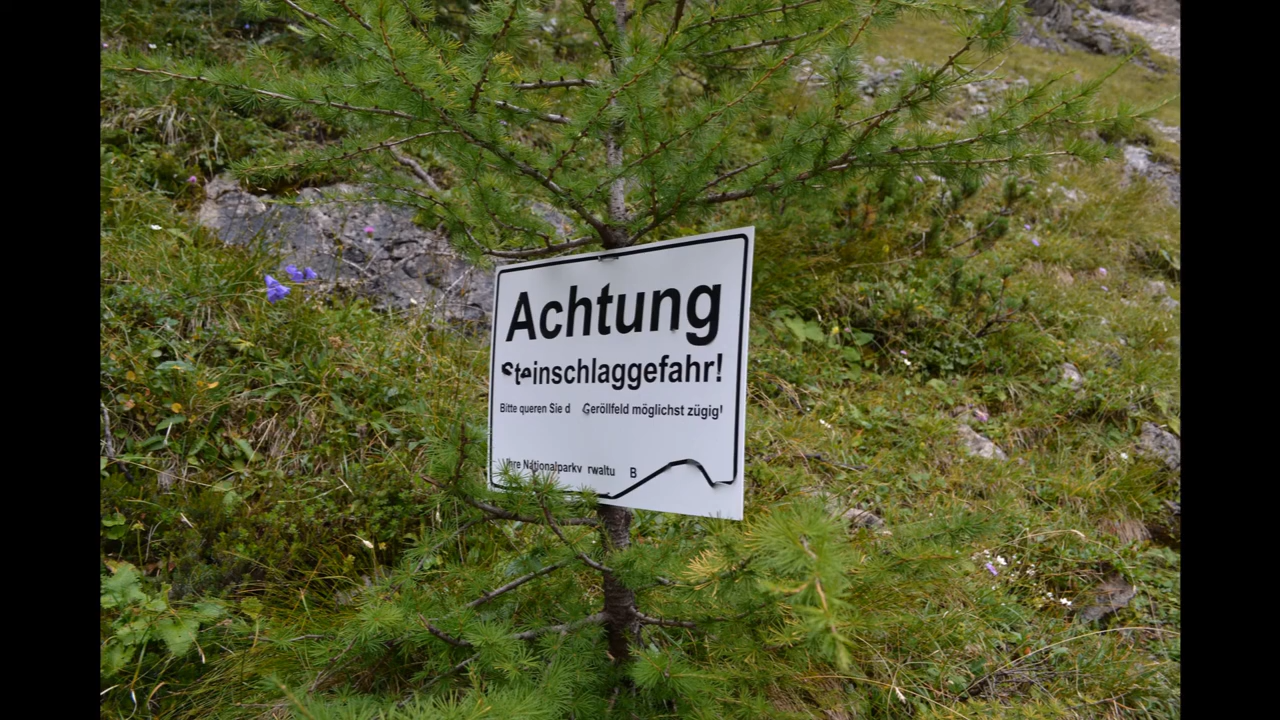 Achtung
Steinschlaggefahr!
Bitte queren Sie d Geröllfeld möglichst zügig!
Ihre Nationalparkv rwaltu B